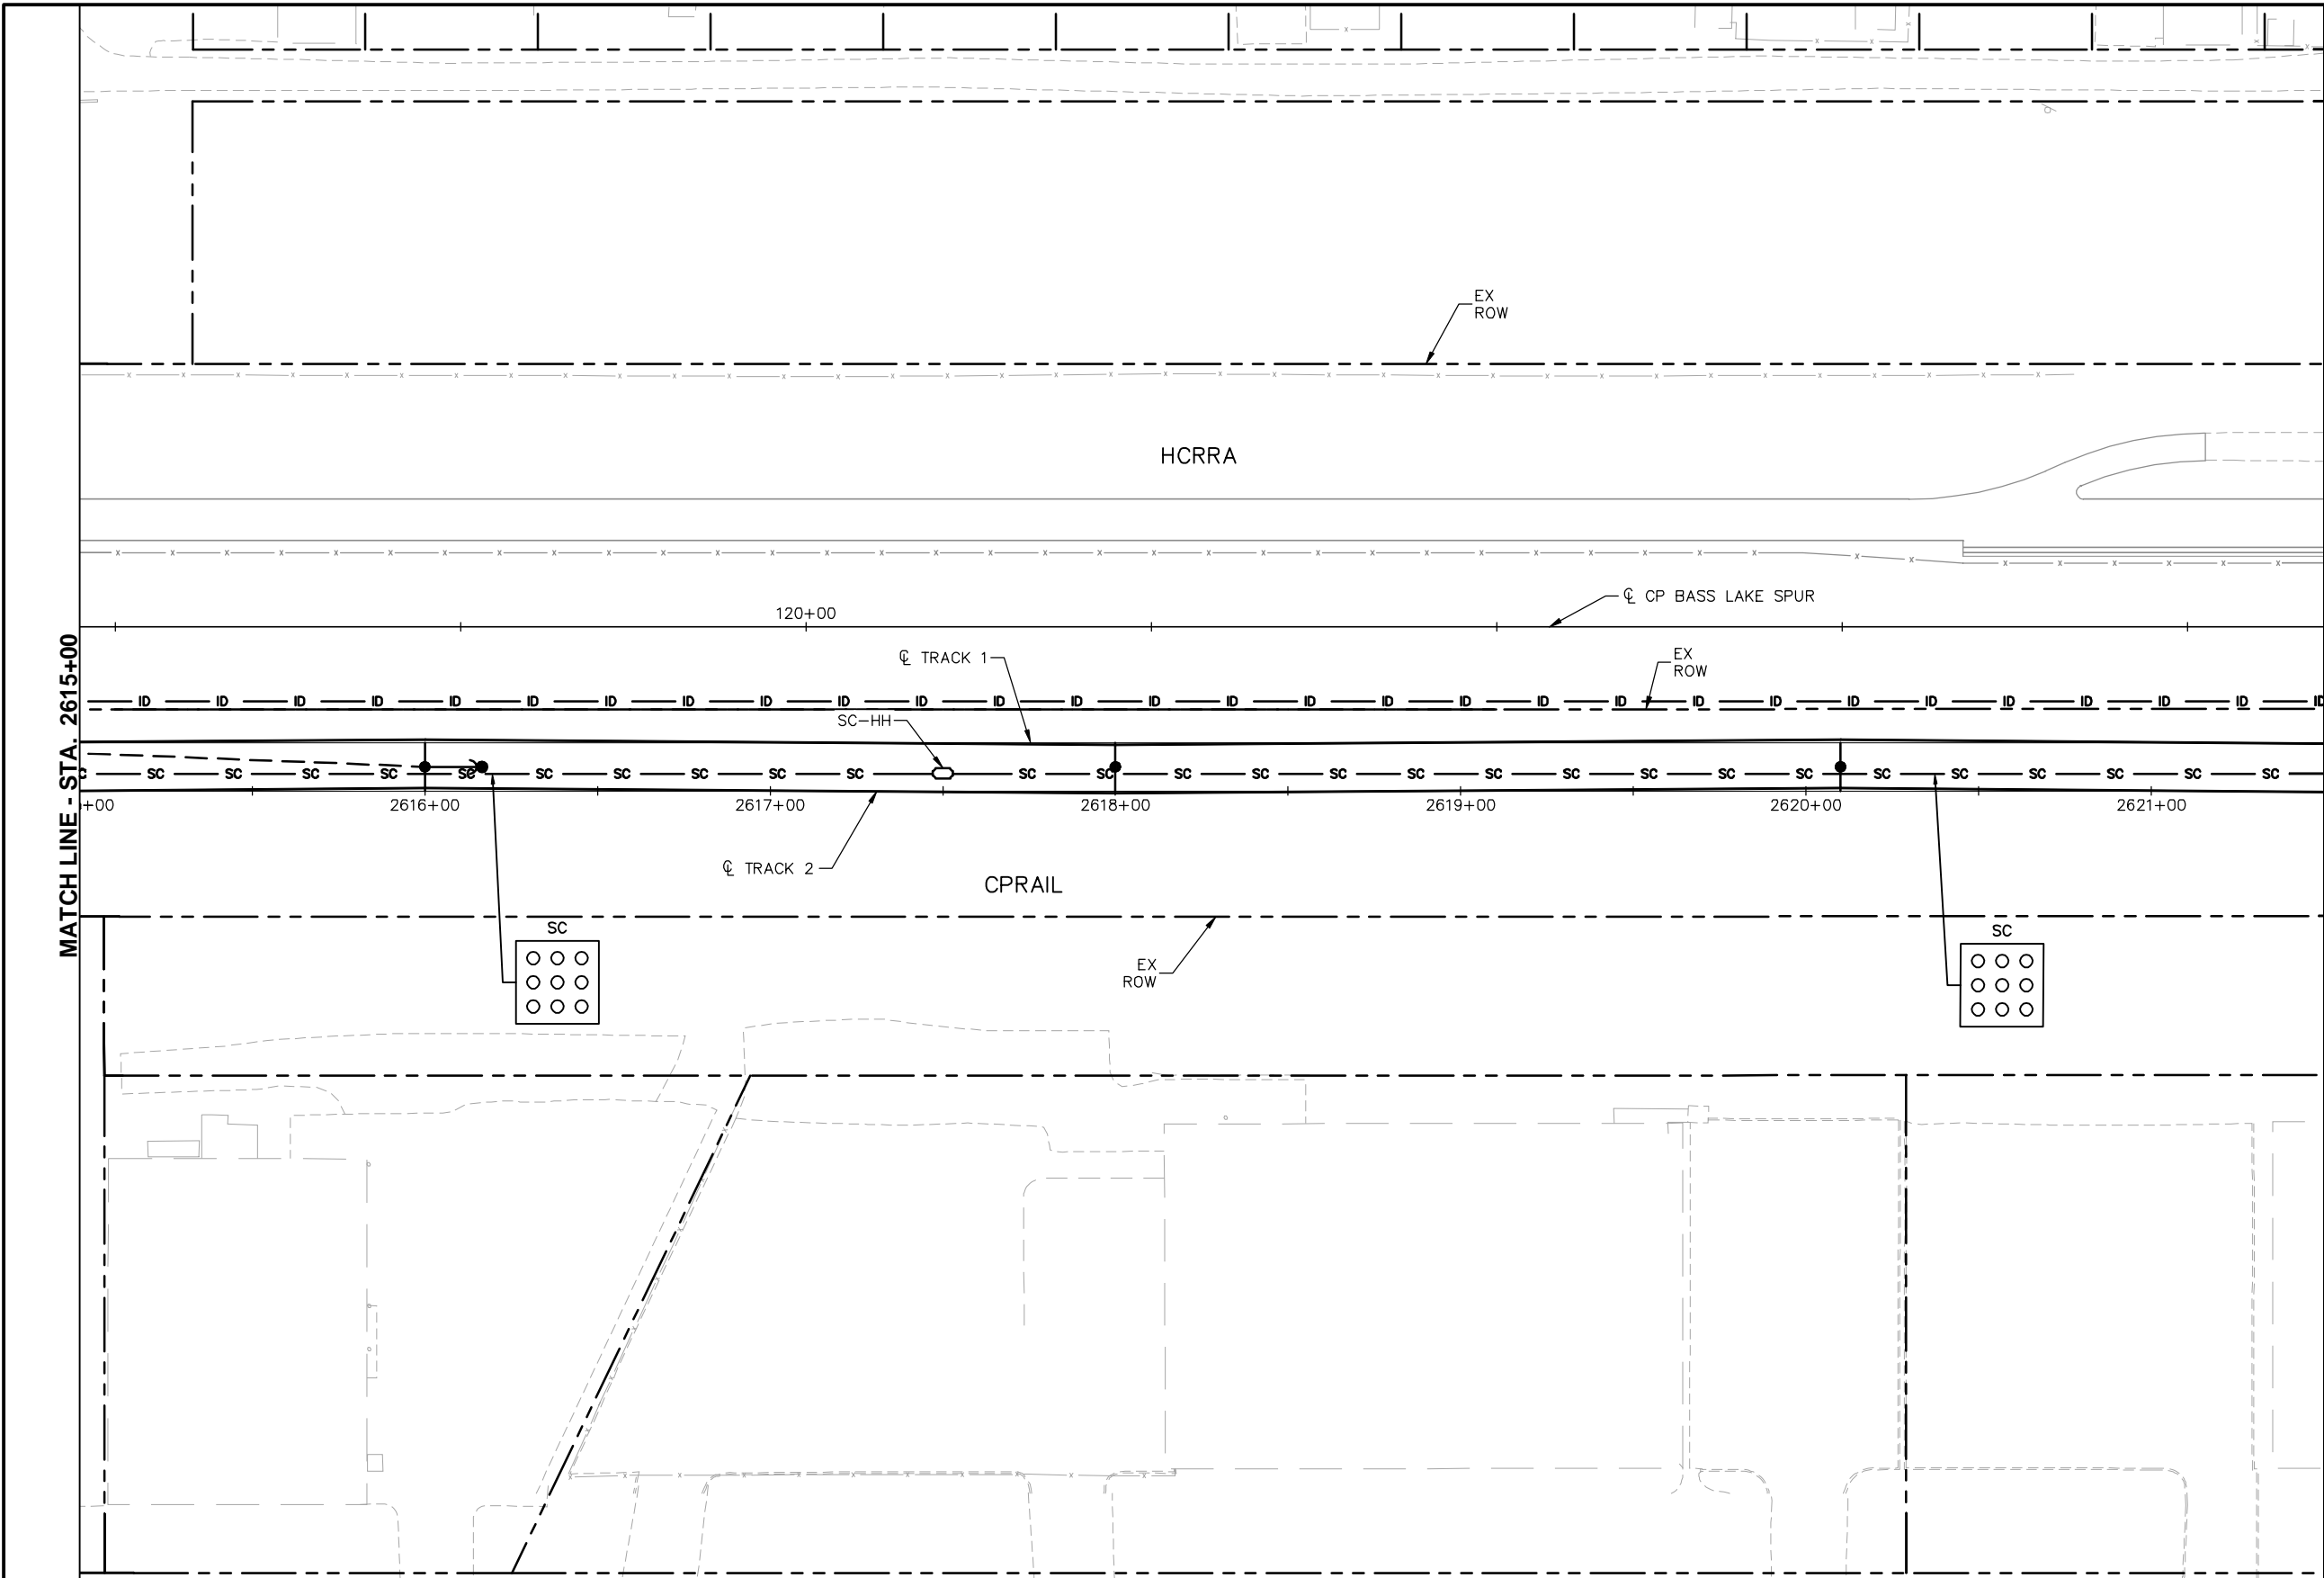 EX
ROW
HCRRA
℄ CP BASS LAKE SPUR
120+00
℄ TRACK 1
EX
ROW
ID ID ID ID ID ID ID ID ID ID ID ID ID ID ID ID ID ID ID ID ID ID ID ID ID ID ID ID ID
SC-HH
SC SC SC SC SC SC SC SC SC SC SC SC SC SC SC SC SC SC SC SC SC SC SC SC SC SC SC SC
+00 2616+00 2617+00 2618+00 2619+00 2620+00 2621+00
MATCH LINE - STA. 2615+00
℄ TRACK 2
CPRAIL
SC
SC
EX
ROW